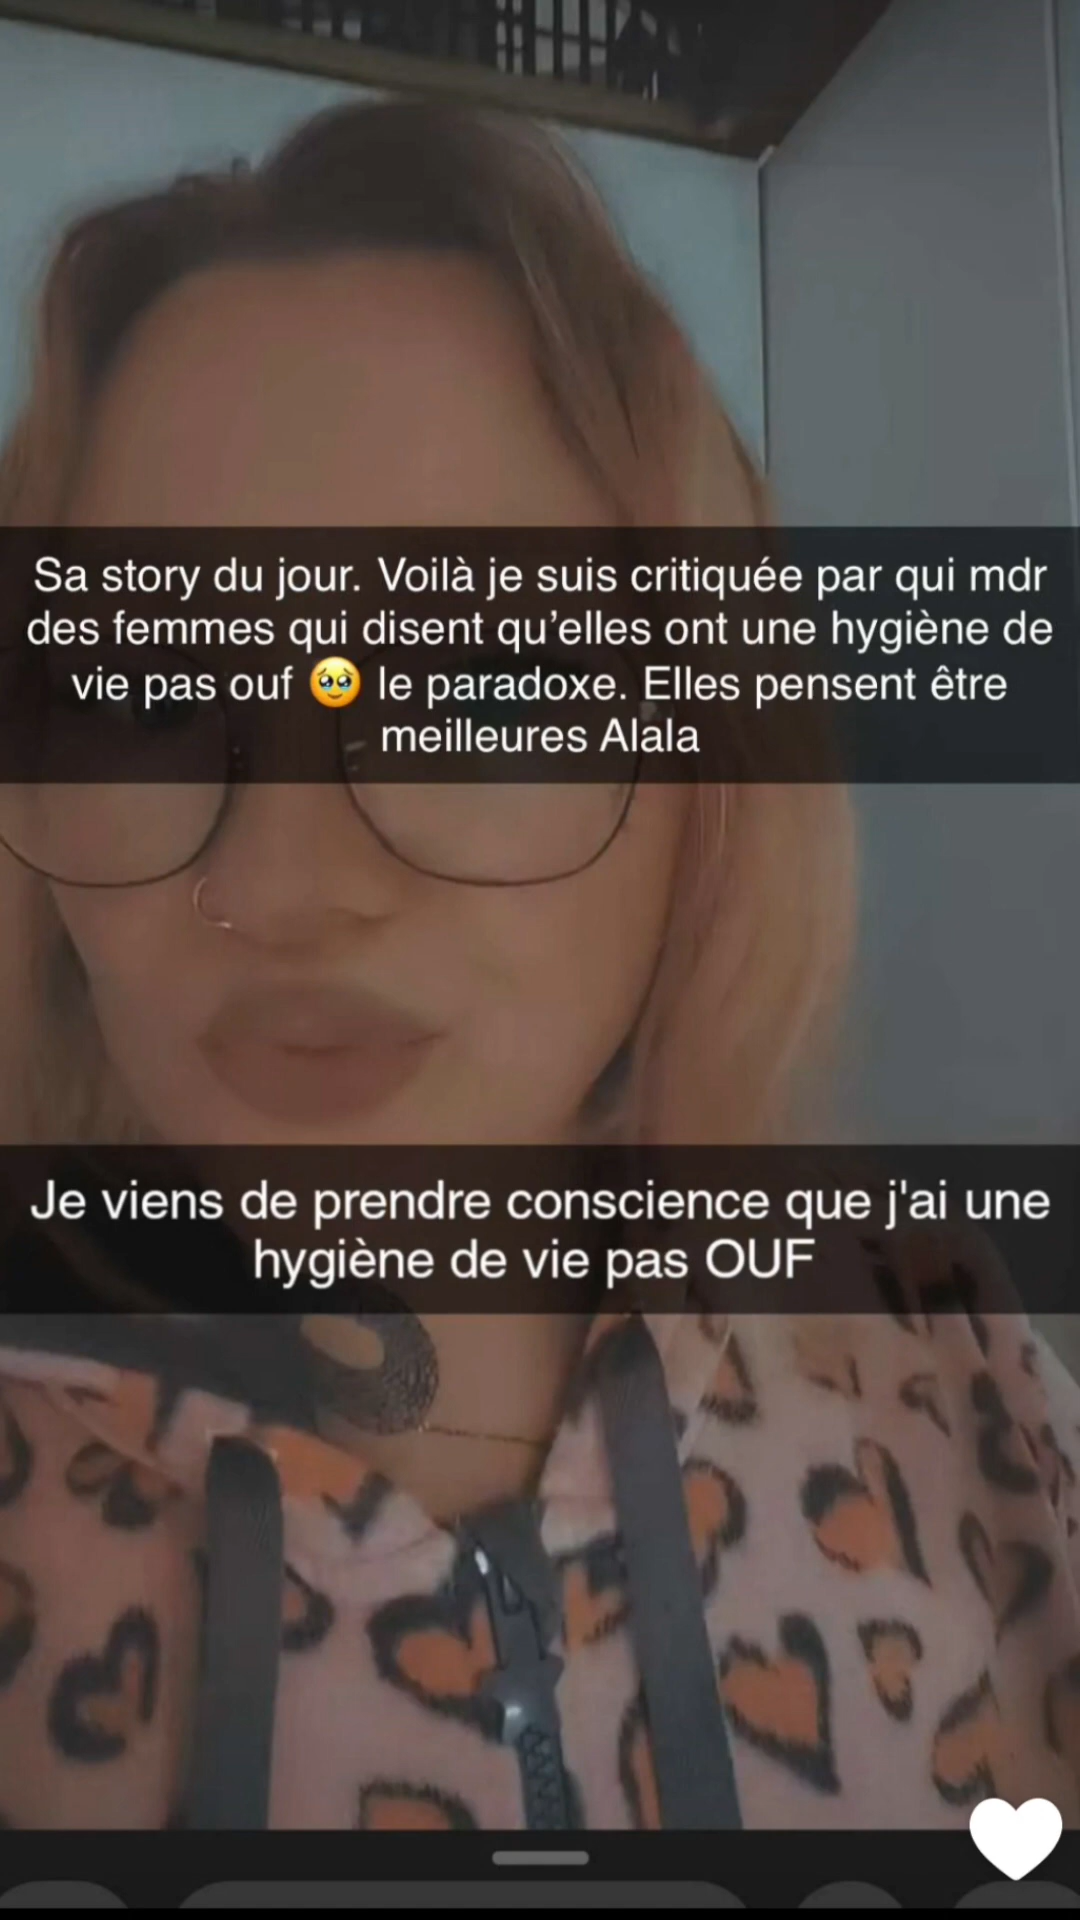 Sa story du jour. Voilà je suis critiquée par qui mdr
des femmes qui disent qu’elles ont une hygiène de
vie pas ouf 🥹 le paradoxe. Elles pensent être
meilleures Alala
Je viens de prendre conscience que j'ai une
hygiène de vie pas OUF